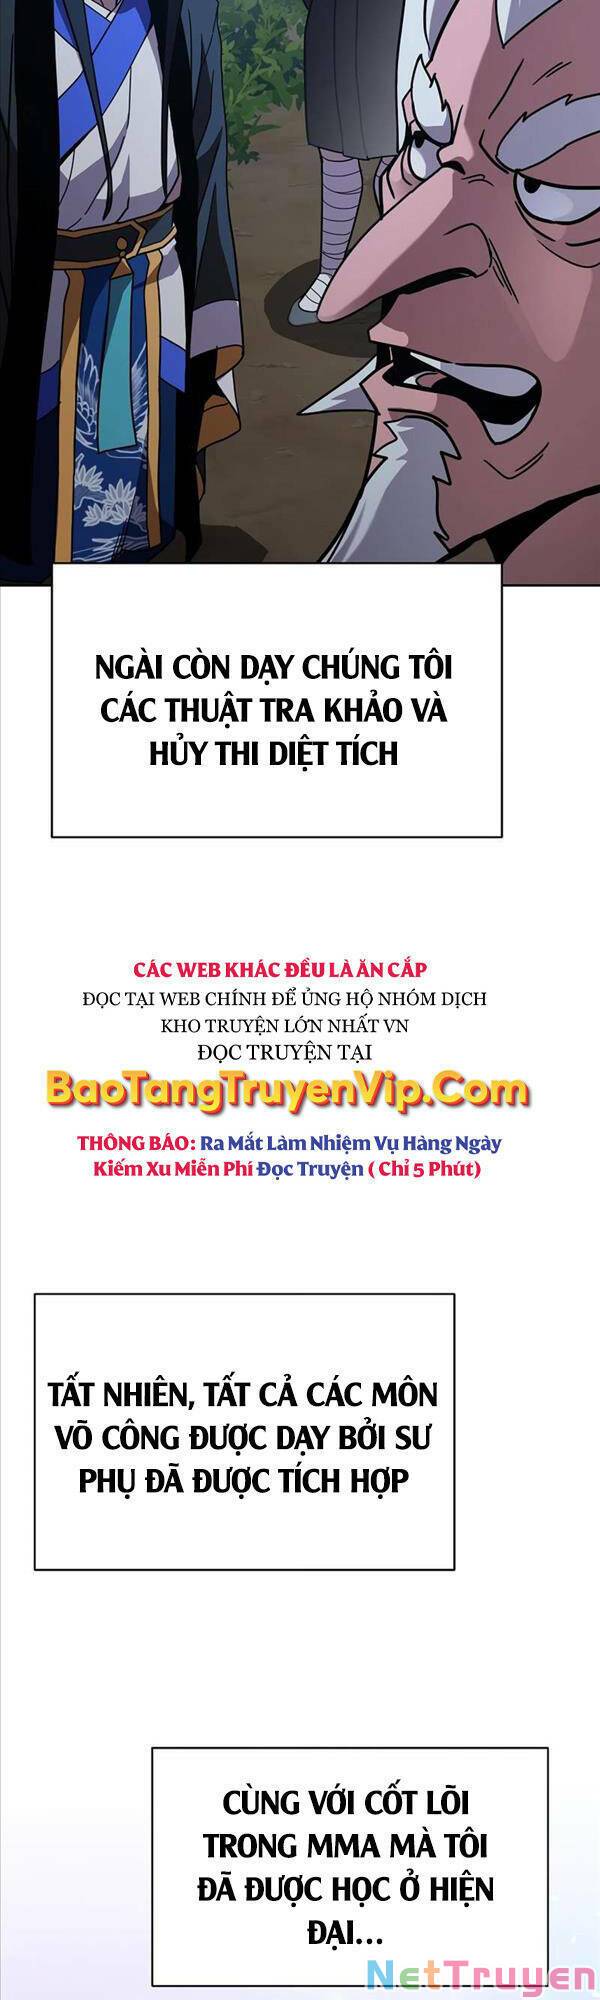 NGÀI CÒN DẠY CHÚNG TÔI
CÁC THUẬT TRA KHẢO VÀ
HỦY THI DIỆT TÍCH
CÁC WEB KHÁC ĐỀU LÀ ĂN CẮP
ĐỌC TẠI WEB CHÍNH ĐỂ ỦNG HỘ NHÓM DỊCH
KHO TRUYỆN LỚN NHẤT VN
ĐỌC TRUYỆN TẠI
BaoTangTruyenVip.Com
THÔNG BÁO: Ra Mắt Làm Nhiệm Vụ Hàng Ngày
Kiếm Xu Miễn Phí Đọc Truyện ( Chỉ 5 Phút)
TẤT NHIÊN, TẤT CẢ CÁC MÔN
VÕ CÔNG ĐƯỢC DẠY BỞI SƯ
PHỤ ĐÃ ĐƯỢC TÍCH HỢP
CÙNG VỚI CỐT LÕI
TRONG MMA MÀ TÔI
ĐÃ ĐƯỢC HỌC Ở HIỆN
ĐẠI...
NetTruyen